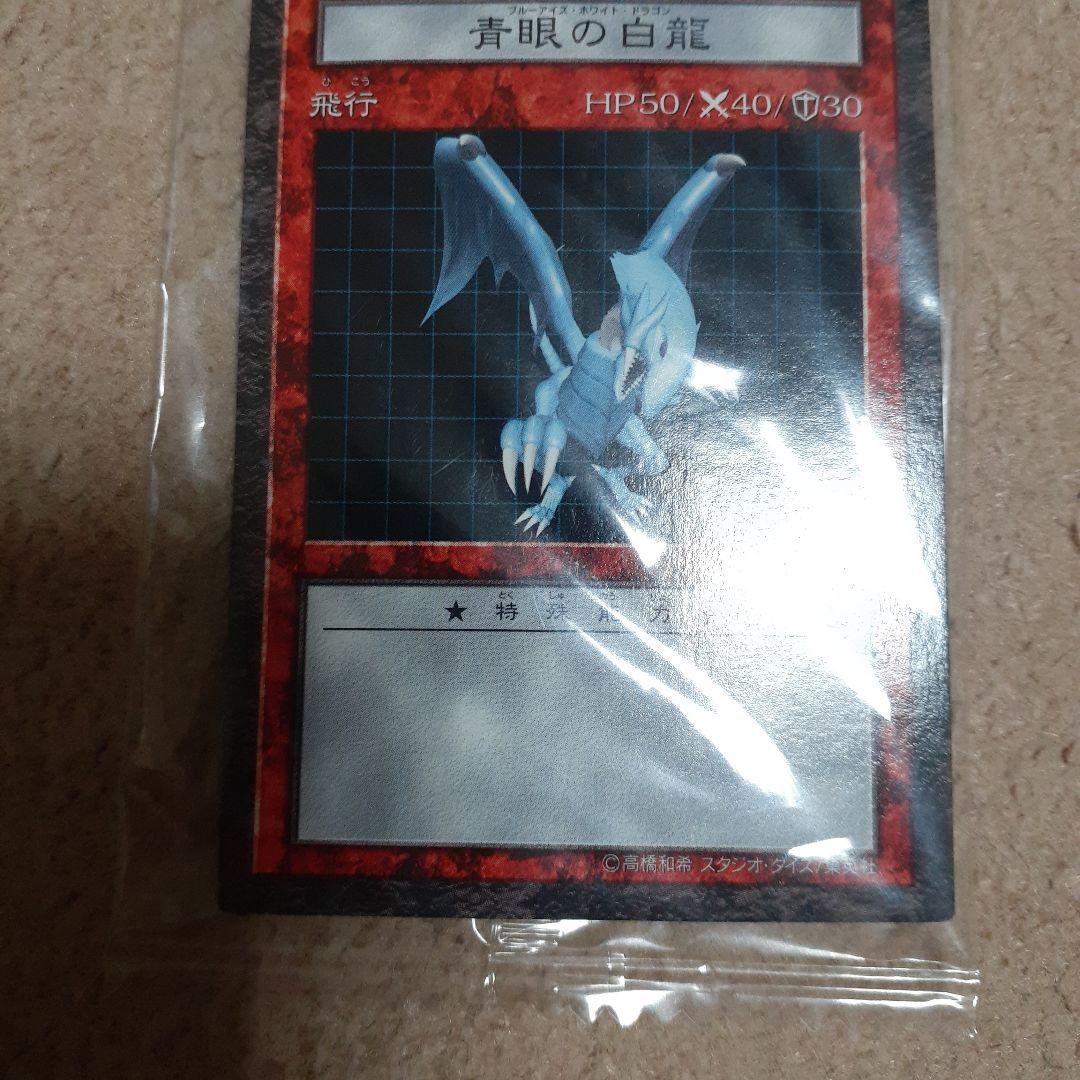 ブルーアイズ・ホワイト・ドラゴン
青眼の白龍
ひこう
飛行
HP50/40/30
とくしゅ
★特殊能力
©高橋和希 スタジオ・ダイス/集英社